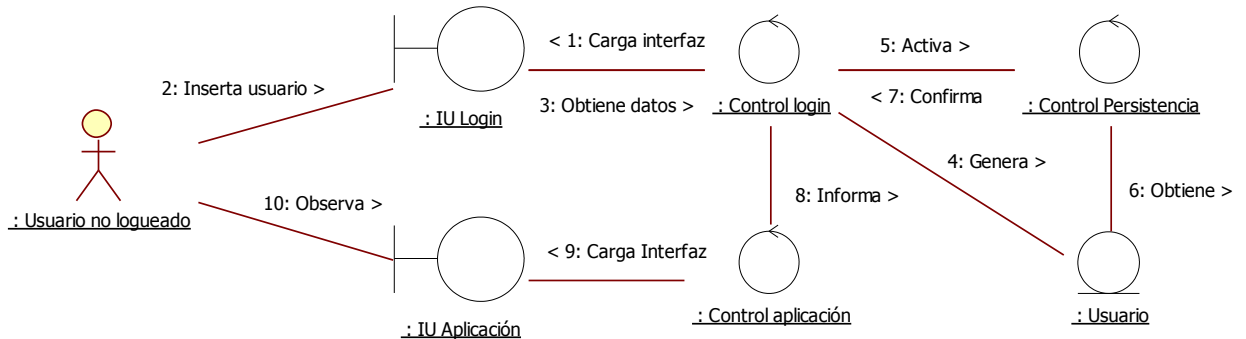 < 1: Carga interfaz
5: Activa >
2: Inserta usuario >
3: Obtiene datos >
< 7: Confirma
: IU Login
: Control login
: Control Persistencia
4: Genera >
6: Obtiene >
8: Informa >
10: Observa >
: Usuario no logueado
< 9: Carga Interfaz
: IU Aplicación
: Control aplicación
: Usuario